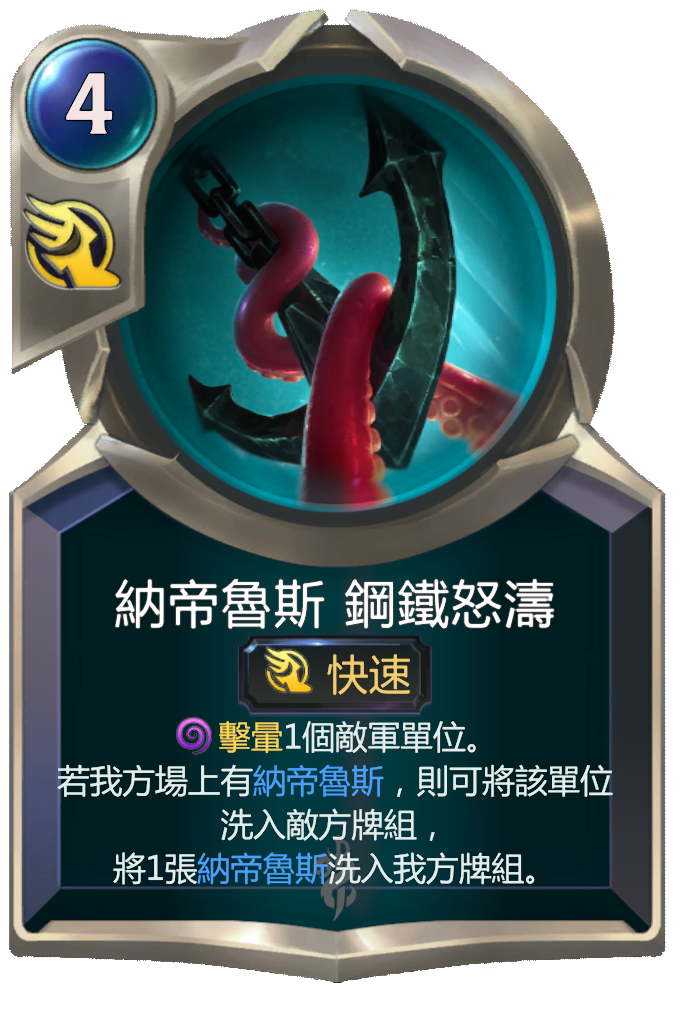 4
納帝魯斯 鋼鐵怒濤
快速
擊暈1個敵軍單位。
若我方場上有納帝魯斯，則可將該單位
洗入敵方牌組，
將1張納帝魯斯洗入我方牌組。